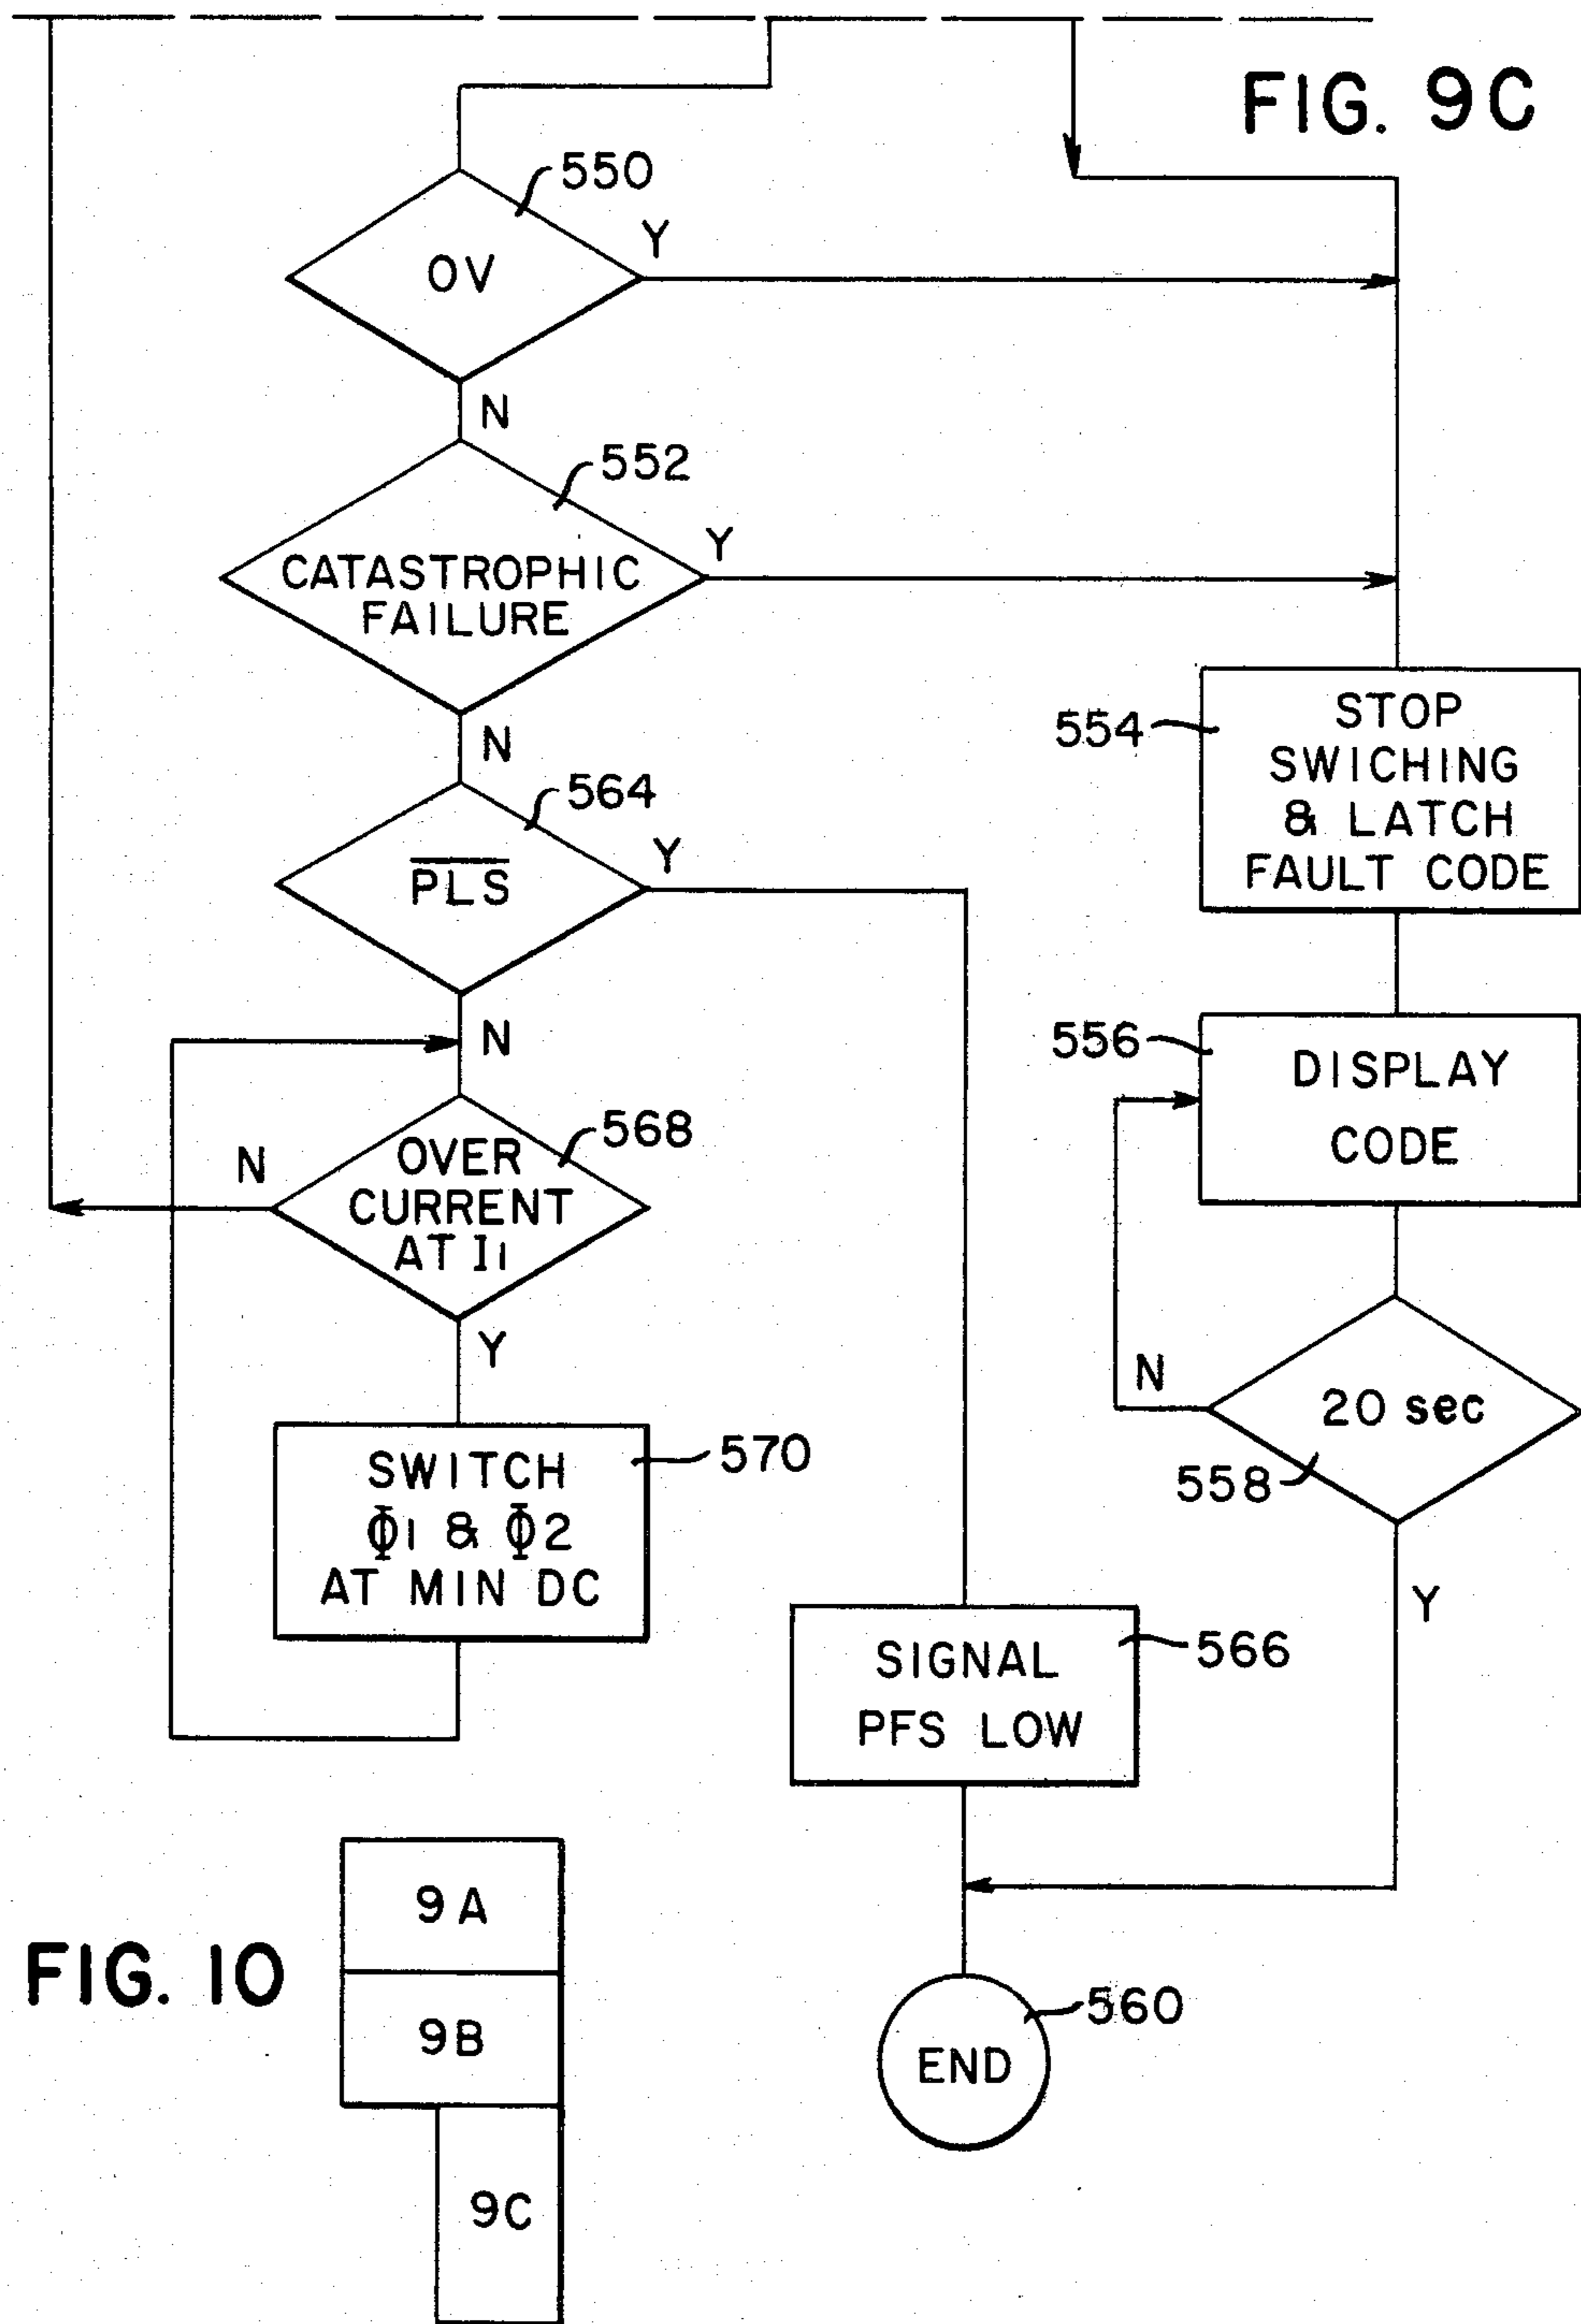 FIG. 9C
550
OV
Y
N
552
CATASTROPHIC
FAILURE
Y
N
564
P̅L̅S̅
Y
N
568
OVER
CURRENT
AT I1
N
Y
570
SWITCH
Φ1 & Φ2
AT MIN DC
554
STOP
SWICHING
& LATCH
FAULT CODE
556
DISPLAY
CODE
558
20 sec
N
Y
566
SIGNAL
PFS LOW
560
END
FIG. 10
9A
9B
9C